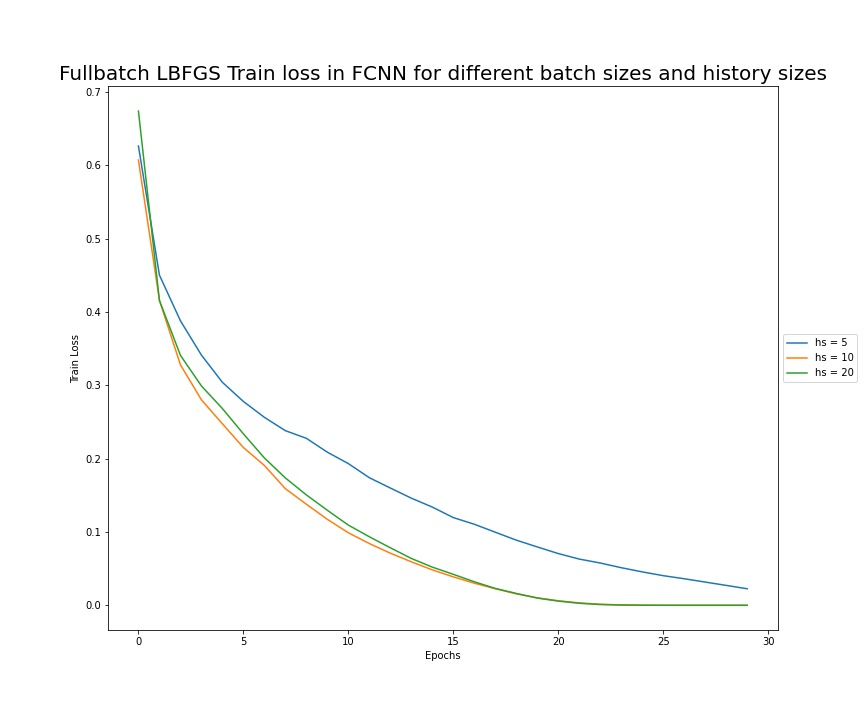 Fullbatch LBFGS Train loss in FCNN for different batch sizes and history sizes
0.7
0.6
0.5
0.4
0.3
0.2
0.1
0.0
Train Loss
0 5 10 15 20 25 30
Epochs
hs = 5
hs = 10
hs = 20